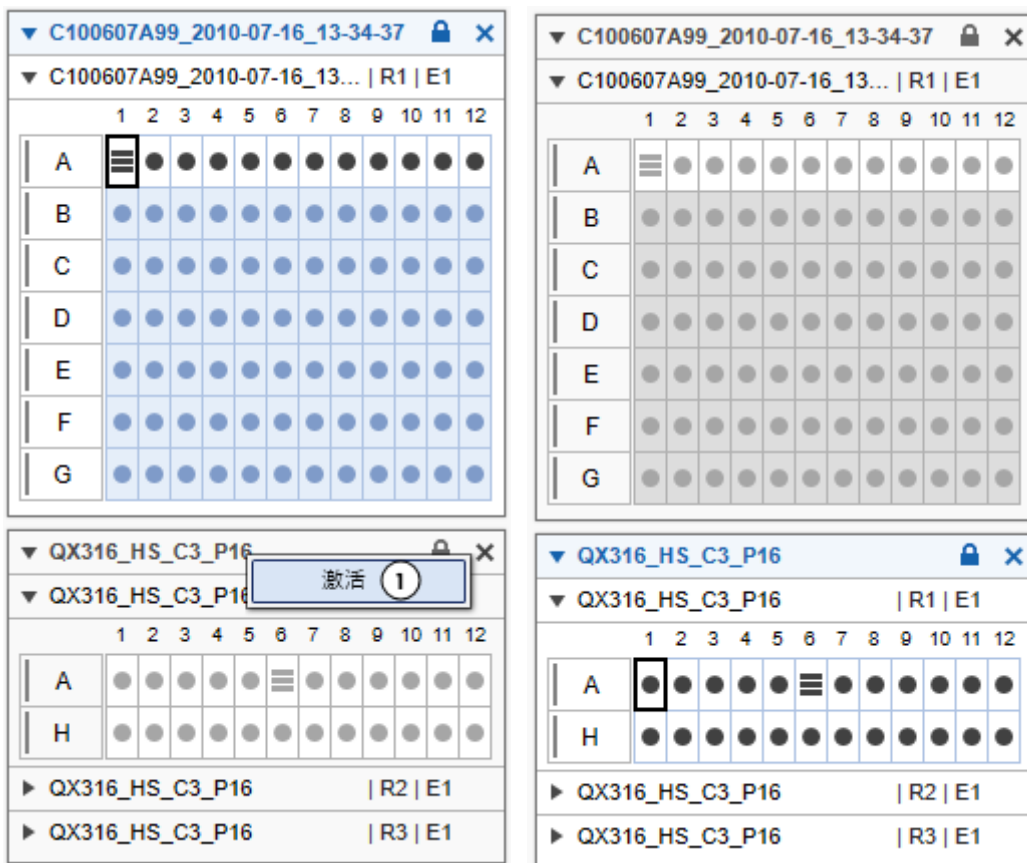 C100607A99_2010-07-16_13-34-37
C100607A99_2010-07-16_13... | R1 | E1
1 2 3 4 5 6 7 8 9 10 11 12
A
B
C
D
E
F
G
QX316_HS_C3_P16
激活 1
QX316_HS_C3_P16
1 2 3 4 5 6 7 8 9 10 11 12
A
H
QX316_HS_C3_P16 | R2 | E1
QX316_HS_C3_P16 | R3 | E1
C100607A99_2010-07-16_13-34-37
C100607A99_2010-07-16_13... | R1 | E1
1 2 3 4 5 6 7 8 9 10 11 12
A
B
C
D
E
F
G
QX316_HS_C3_P16
QX316_HS_C3_P16 | R1 | E1
1 2 3 4 5 6 7 8 9 10 11 12
A
H
QX316_HS_C3_P16 | R2 | E1
QX316_HS_C3_P16 | R3 | E1